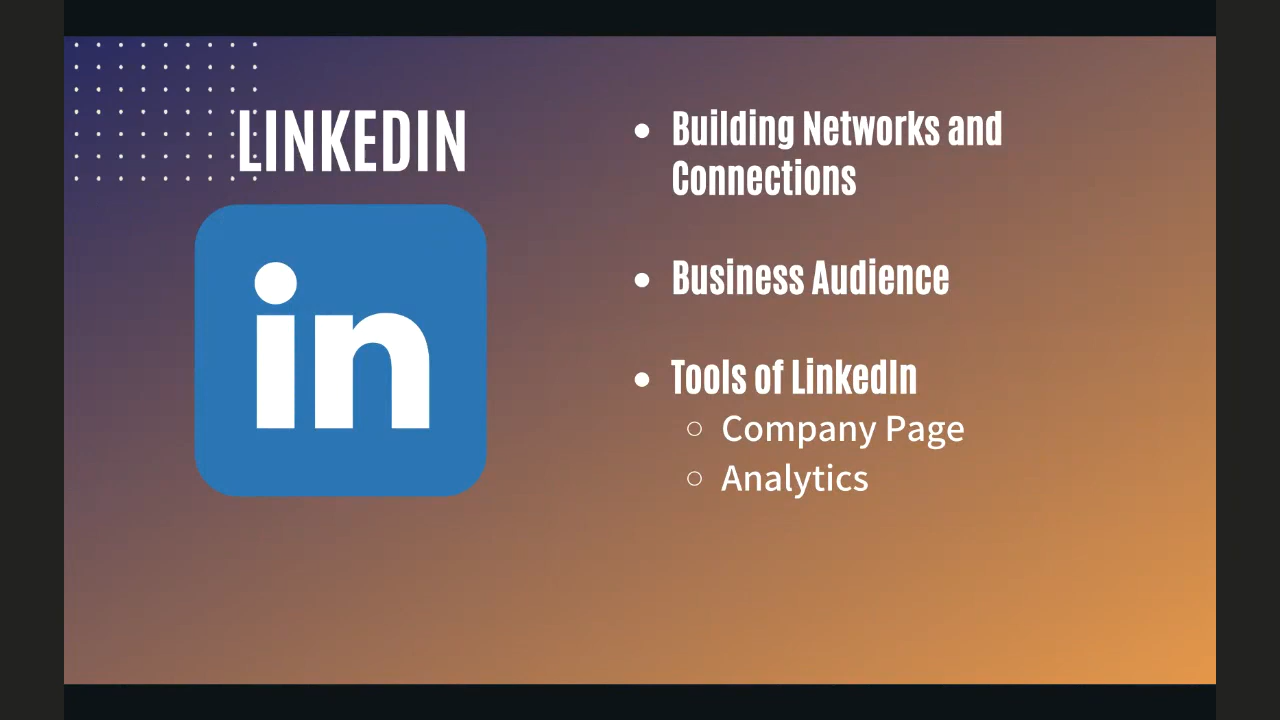 LINKEDIN
in
Building Networks and
Connections
Business Audience
Tools of LinkedIn
Company Page
Analytics